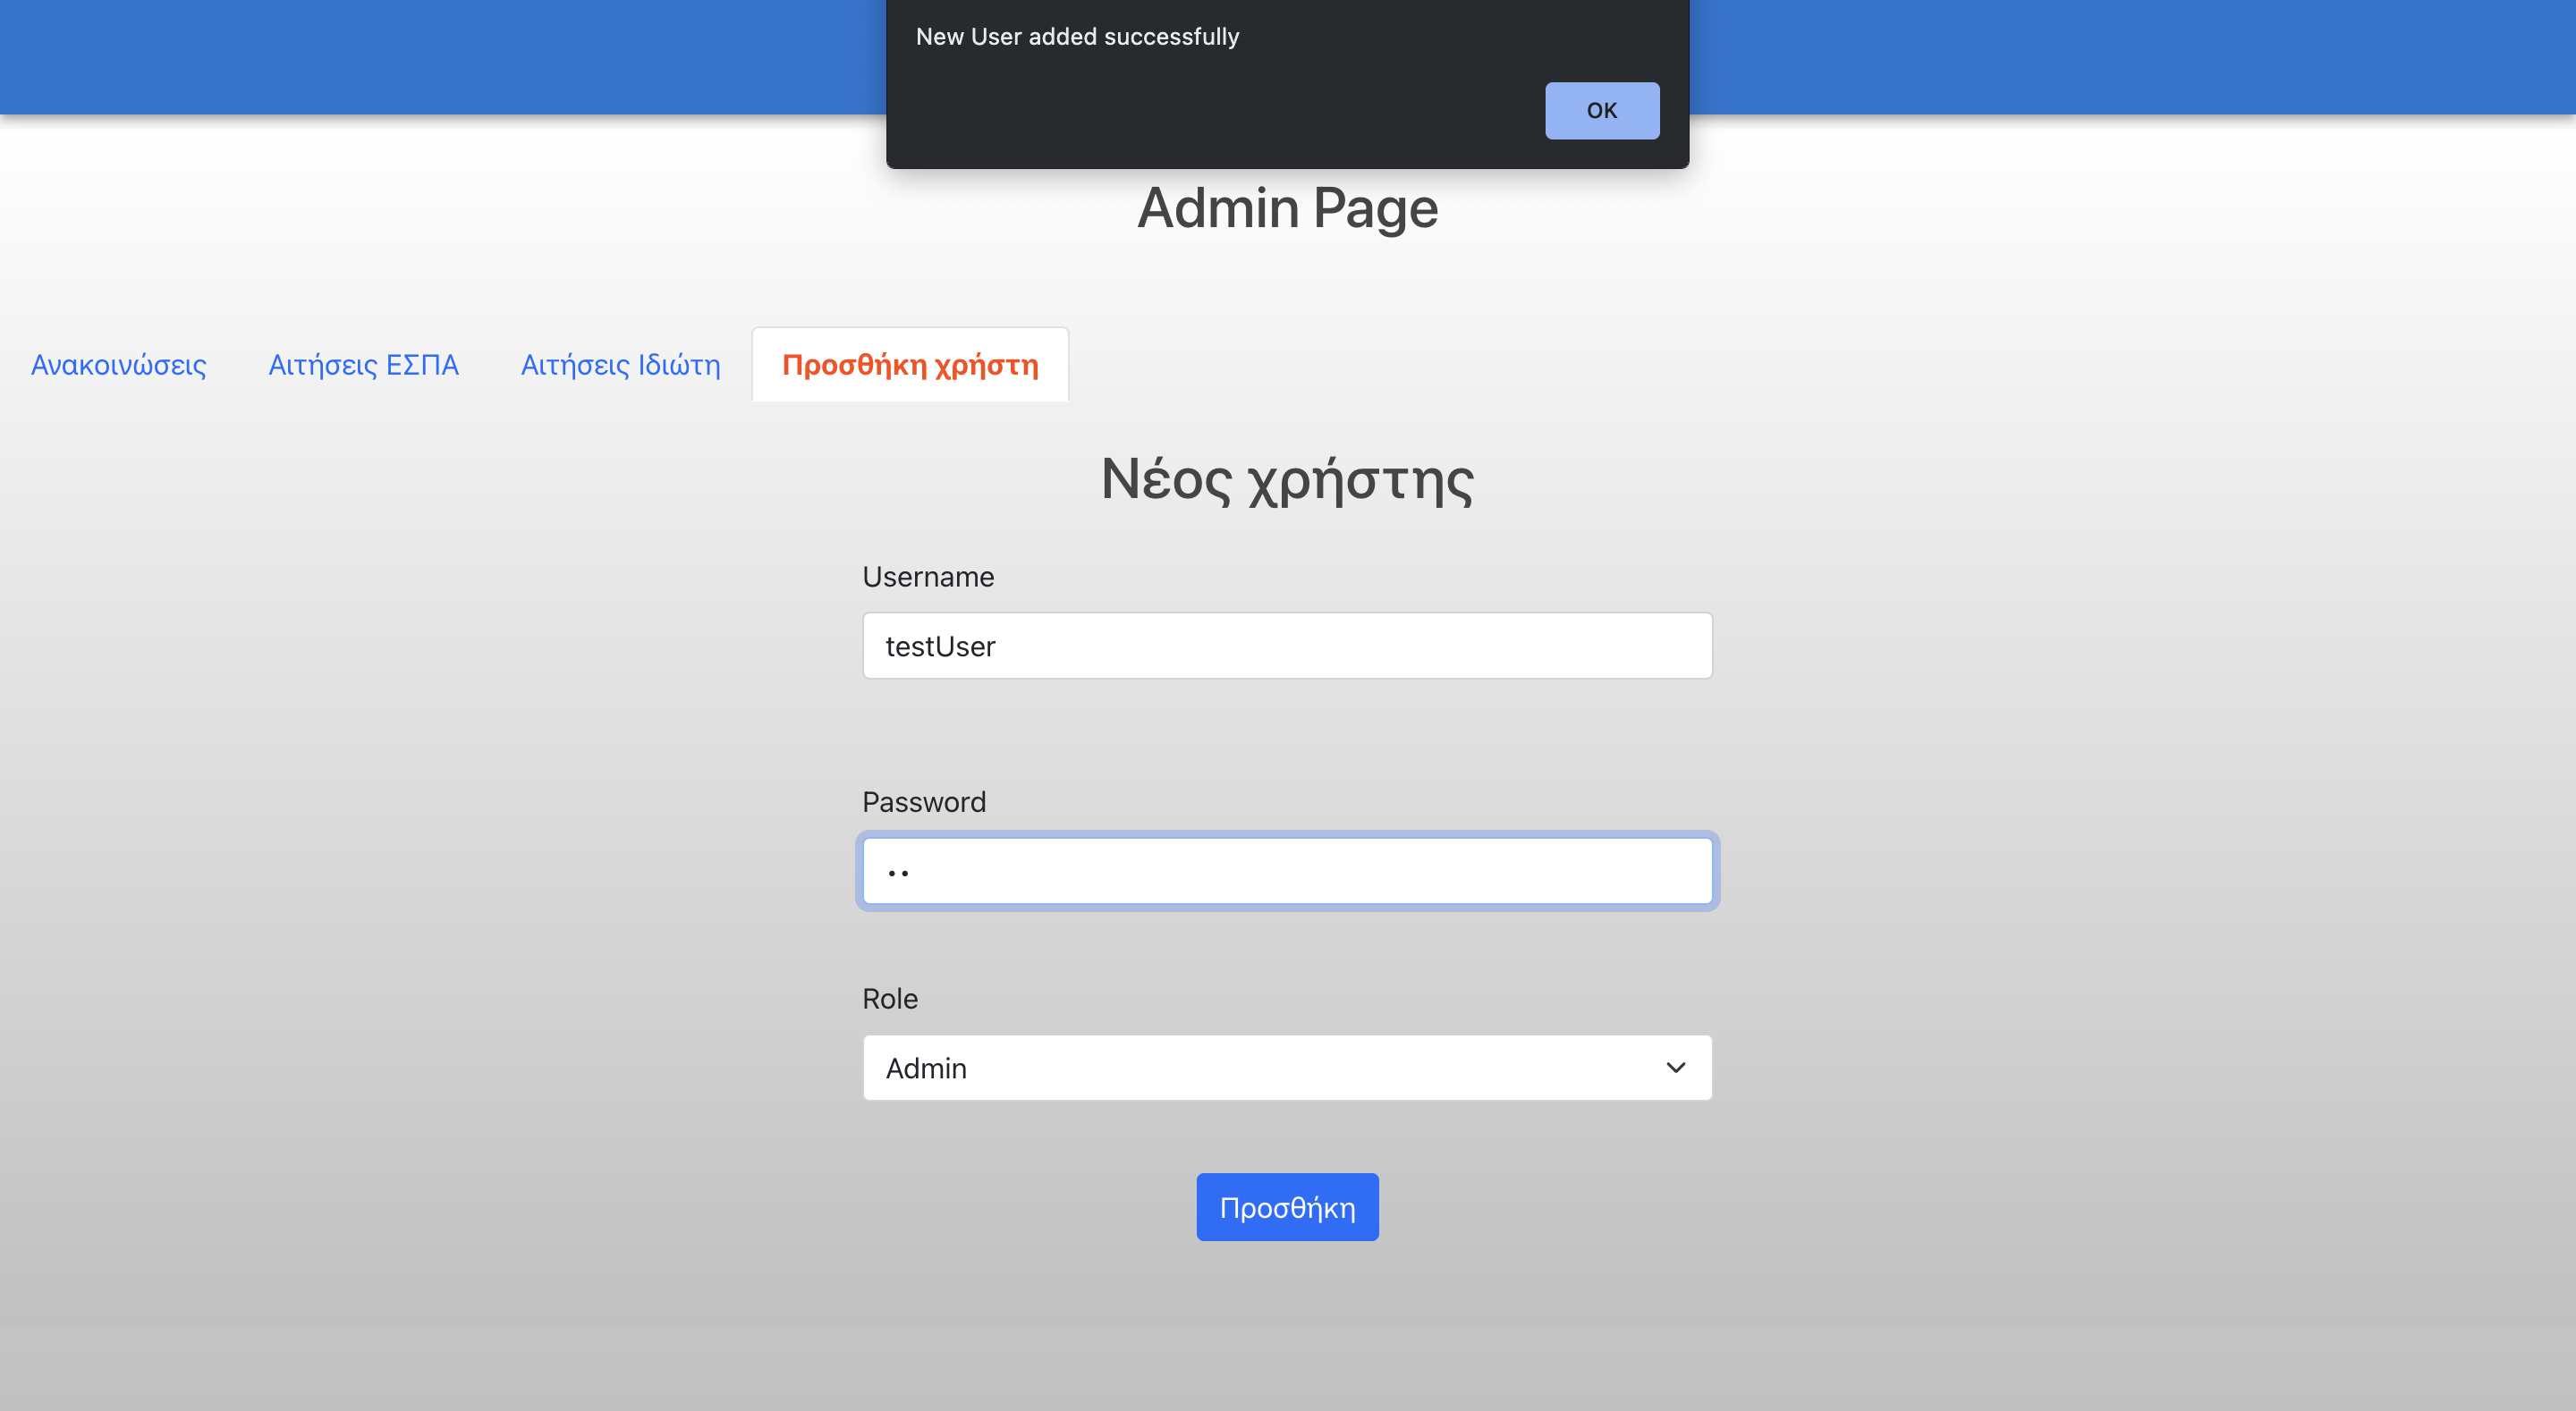 New User added successfully
OK
Admin Page
Ανακοινώσεις Αιτήσεις ΕΣΠΑ Αιτήσεις Ιδιώτη Προσθήκη χρήστη
Νέος χρήστης
Username
testUser
Password
••
Role
Admin
Προσθήκη